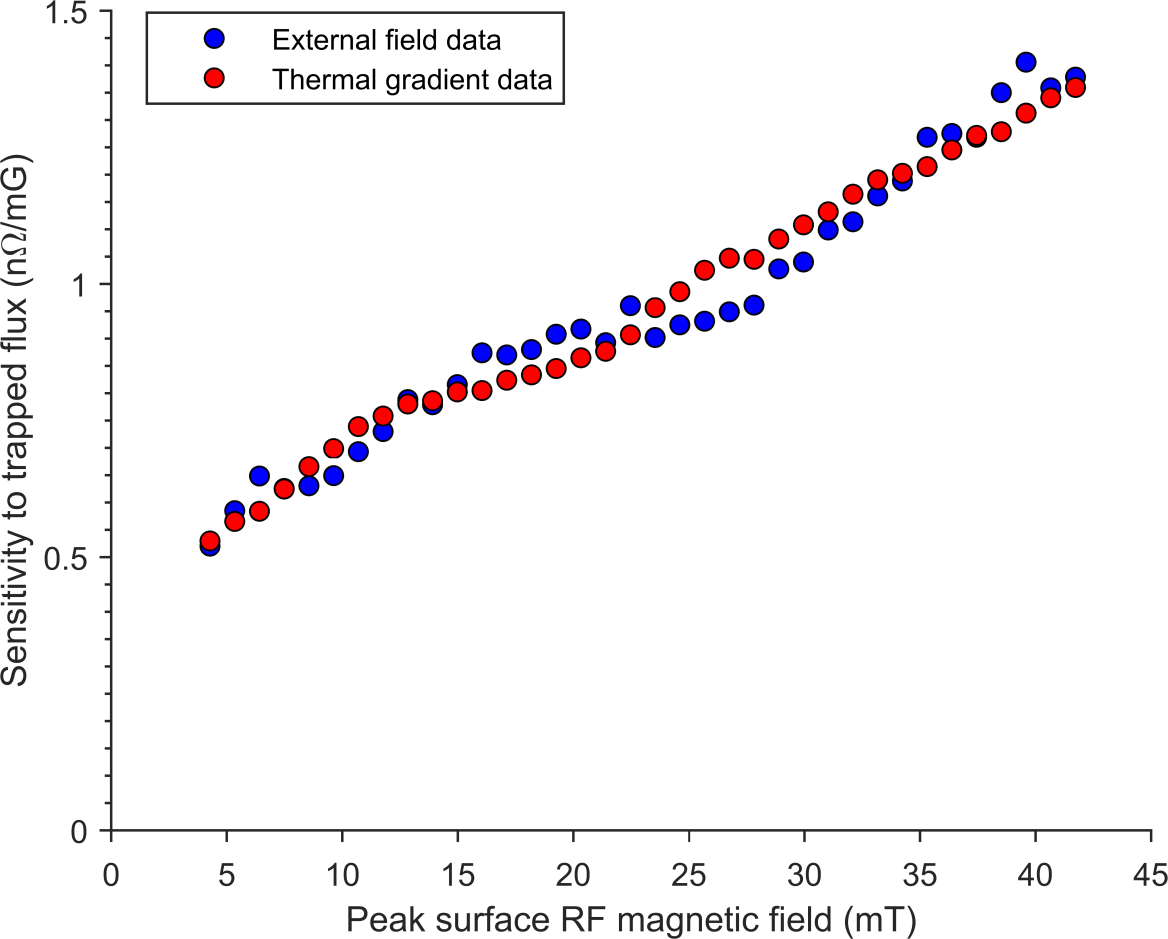 Sensitivity to trapped flux (nΩ/mG)
1.5
1
0.5
0
External field data
Thermal gradient data
0 5 10 15 20 25 30 35 40 45
Peak surface RF magnetic field (mT)